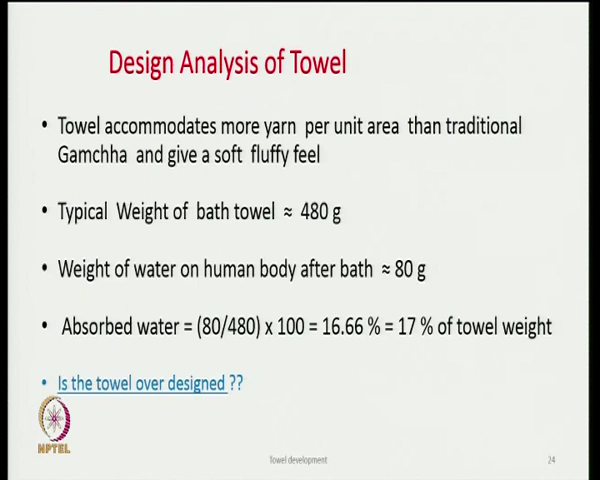 Design Analysis of Towel
• Towel accommodates more yarn per unit area than traditional
Gamchha and give a soft fluffy feel
• Typical Weight of bath towel ≈ 480 g
• Weight of water on human body after bath ≈ 80 g
• Absorbed water = (80/480) x 100 = 16.66 % = 17 % of towel weight
• Is the towel over designed ??
NPTEL
Towel development
24